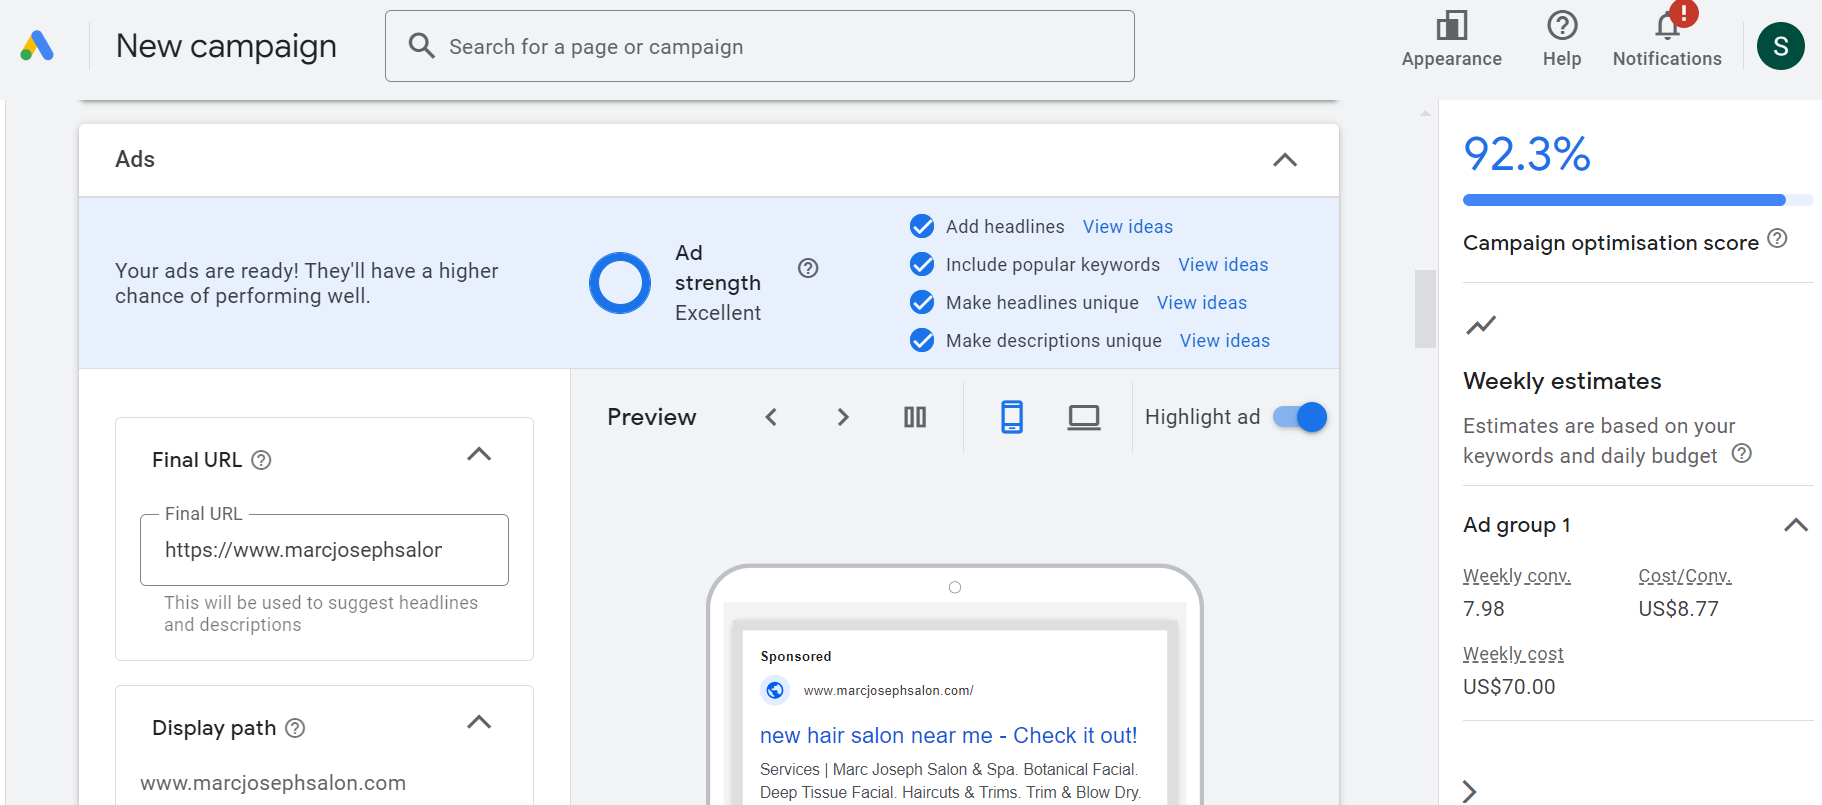 New campaign
Search for a page or campaign
Appearance
Help
!
Notifications
S
Ads
Your ads are ready! They'll have a higher
chance of performing well.
Ad
strength
Excellent
Add headlines View ideas
Include popular keywords View ideas
Make headlines unique View ideas
Make descriptions unique View ideas
Final URL
Final URL
https://www.marcjosephsalor
This will be used to suggest headlines
and descriptions
Display path
www.marcjosephsalon.com
Preview
Highlight ad
Sponsored
www.marcjosephsalon.com/
new hair salon near me - Check it out!
Services | Marc Joseph Salon & Spa. Botanical Facial.
Deep Tissue Facial. Haircuts & Trims. Trim & Blow Dry.
92.3%
Campaign optimisation score
Weekly estimates
Estimates are based on your
keywords and daily budget
Ad group 1
Weekly conv. Cost/Conv.
7.98 US$8.77
Weekly cost
US$70.00